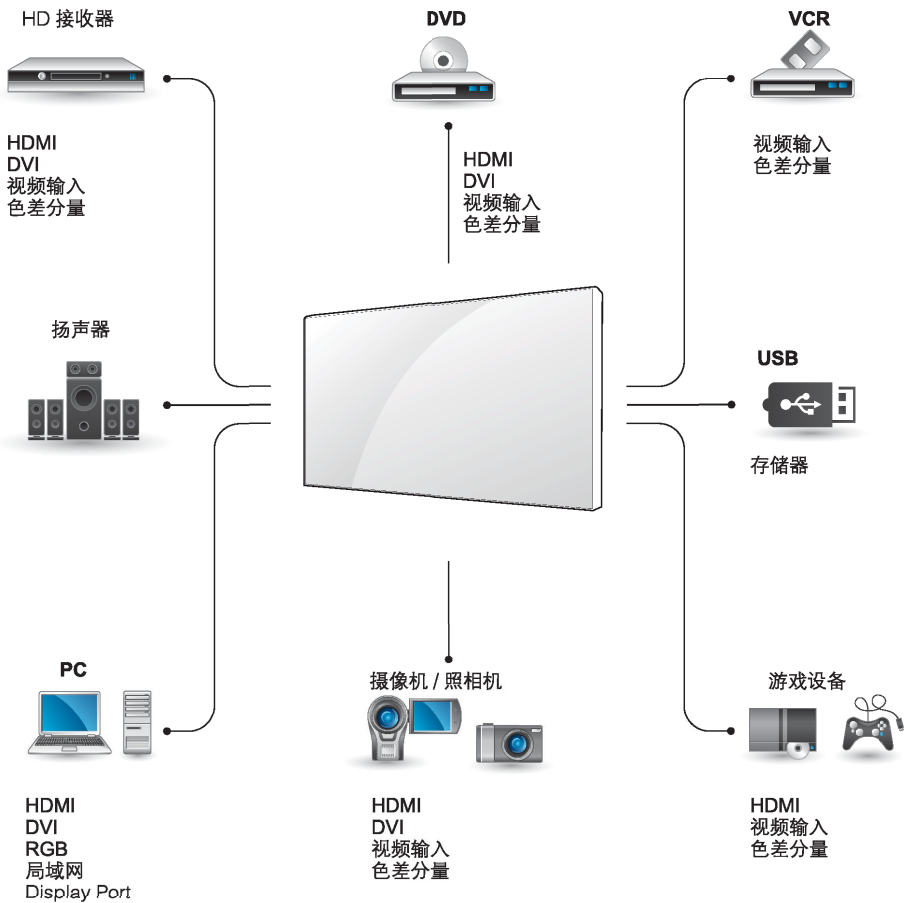 HD 接收器
HDMI
DVI
视频输入
色差分量
DVD
HDMI
DVI
视频输入
色差分量
VCR
视频输入
色差分量
扬声器
USB
存储器
PC
HDMI
DVI
RGB
局域网
Display Port
摄像机 / 照相机
HDMI
DVI
视频输入
色差分量
游戏设备
HDMI
视频输入
色差分量